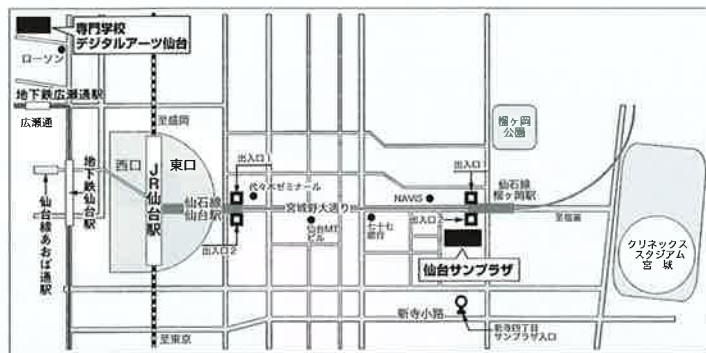 専門学校
デジタルアーツ仙台
ローソン
地下鉄広瀬通駅
広瀬通
至盛岡
榴ヶ岡
公園
西口
東口
JR仙台駅
地下鉄仙台駅
仙台線あおば通駅
仙石線
仙台駅
出入口1
代々木ゼミナール
宮城野大通り
出入口2
仙台MT
ビル
七十七
銀行
NAViS
出入口1
仙石線
榴ヶ岡駅
出入口2
仙台サンプラザ
クリネックス
スタジアム
宮城
新寺小路
新寺四丁目
サンプラザ入口
至東京